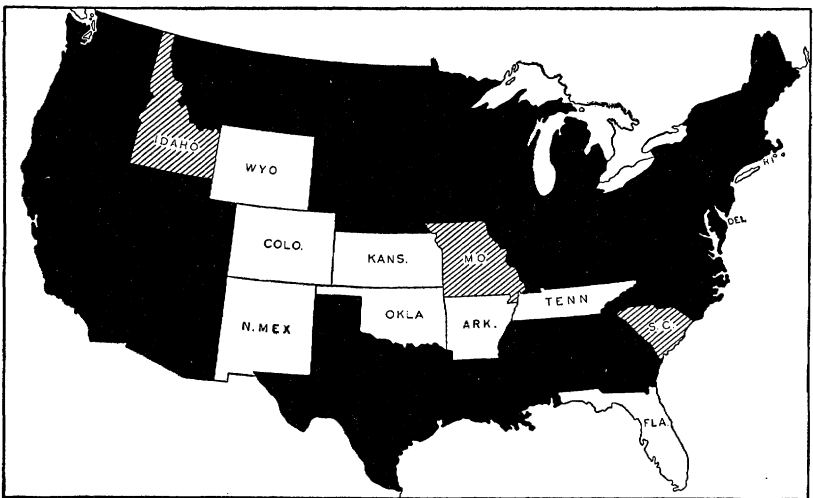 IDAHO
WYO
COLO.
KANS.
MO.
N.MEX
OKLA
ARK.
TENN
S.C.
FLA.
R I
DEL